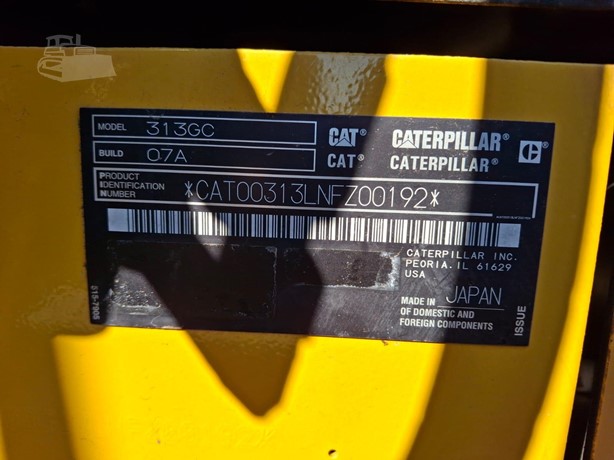 MODEL 313GC
BUILD 07A
CAT® CATERPILLAR®
CAT® CATERPILLAR®
PRODUCT IDENTIFICATION NUMBER
*CAT00313LNFZ00192*
CATERPILLAR INC.
PEORIA. IL 61629
USA
MADE IN JAPAN
OF DOMESTIC AND
FOREIGN COMPONENTS
ISSUE